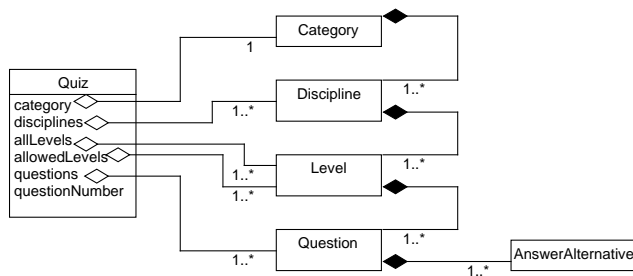 Category
1
Quiz
category
disciplines
allLevels
allowedLevels
questions
questionNumber
Discipline
1..*
1..*
Level
1..*
1..*
1..*
Question
1..*
1..*
AnswerAlternative
1..*